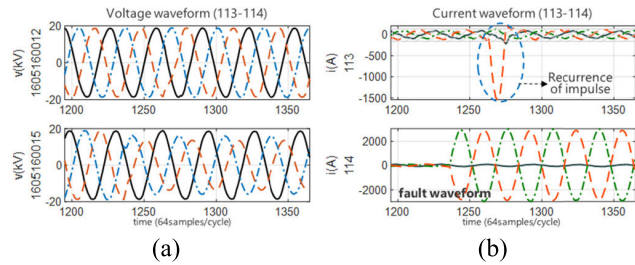 Voltage waveform (113-114)
v(kV)
1605160012
20
0
-20
1200
1250
1300
1350
v(kV)
1605160015
20
0
-20
1200
1250
1300
1350
time (64samples/cycle)
(a)
Current waveform (113-114)
i(A)
113
0
-500
-1000
-1500
Recurrence
of impulse
1200
1250
1300
1350
i(A)
114
2000
0
-2000
fault waveform
1200
1250
1300
1350
time (64samples/cycle)
(b)